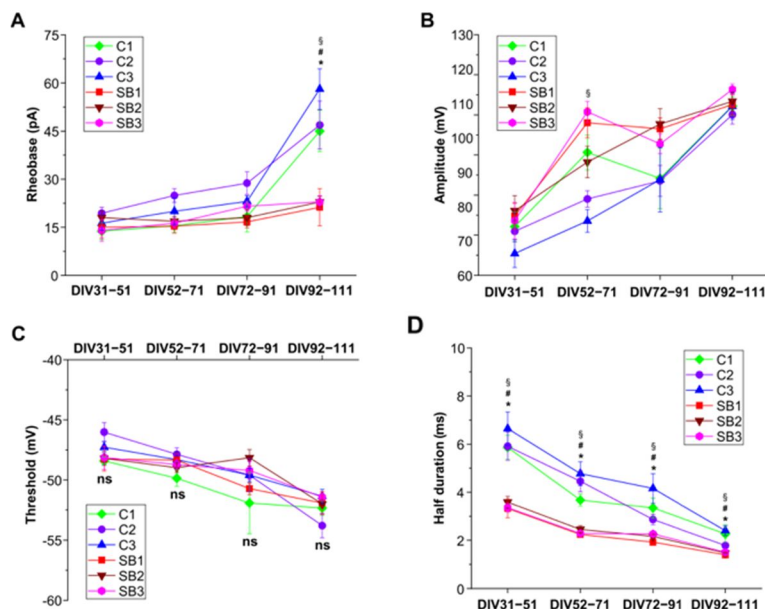 A
Rheobase (pA)
75
60
45
30
15
0
C1
C2
C3
SB1
SB2
SB3
§
#
*
DIV31-51
DIV52-71
DIV72-91
DIV92-111
B
Amplitude (mV)
130
120
110
100
90
80
70
60
C1
C2
C3
SB1
SB2
SB3
§
DIV31-51
DIV52-71
DIV72-91
DIV92-111
C
DIV31-51
DIV52-71
DIV72-91
DIV92-111
Threshold (mV)
-40
-45
-50
-55
-60
ns
ns
ns
ns
C1
C2
C3
SB1
SB2
SB3
D
Half duration (ms)
10
8
6
4
2
0
C1
C2
C3
SB1
SB2
SB3
§
#
*
§
#
*
§
#
*
§
#
*
DIV31-51
DIV52-71
DIV72-91
DIV92-111